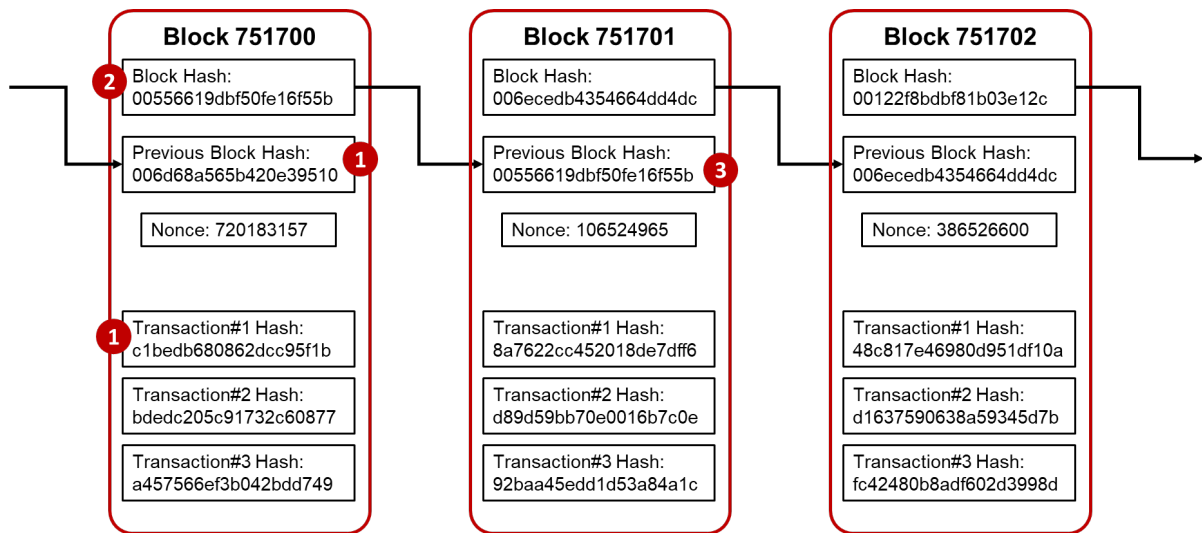 Block 751700
2
Block Hash:
00556619dbf50fe16f55b
Previous Block Hash:
006d68a565b420e39510
1
Nonce: 720183157
1
Transaction#1 Hash:
c1bedb680862dcc95f1b
Transaction#2 Hash:
bdedc205c91732c60877
Transaction#3 Hash:
a457566ef3b042bdd749
Block 751701
Block Hash:
006ecedb4354664dd4dc
Previous Block Hash:
00556619dbf50fe16f55b
3
Nonce: 106524965
Transaction#1 Hash:
8a7622cc452018de7dff6
Transaction#2 Hash:
d89d59bb70e0016b7c0e
Transaction#3 Hash:
92baa45edd1d53a84a1c
Block 751702
Block Hash:
00122f8bdbf81b03e12c
Previous Block Hash:
006ecedb4354664dd4dc
Nonce: 386526600
Transaction#1 Hash:
48c817e46980d951df10a
Transaction#2 Hash:
d1637590638a59345d7b
Transaction#3 Hash:
fc42480b8adf602d3998d